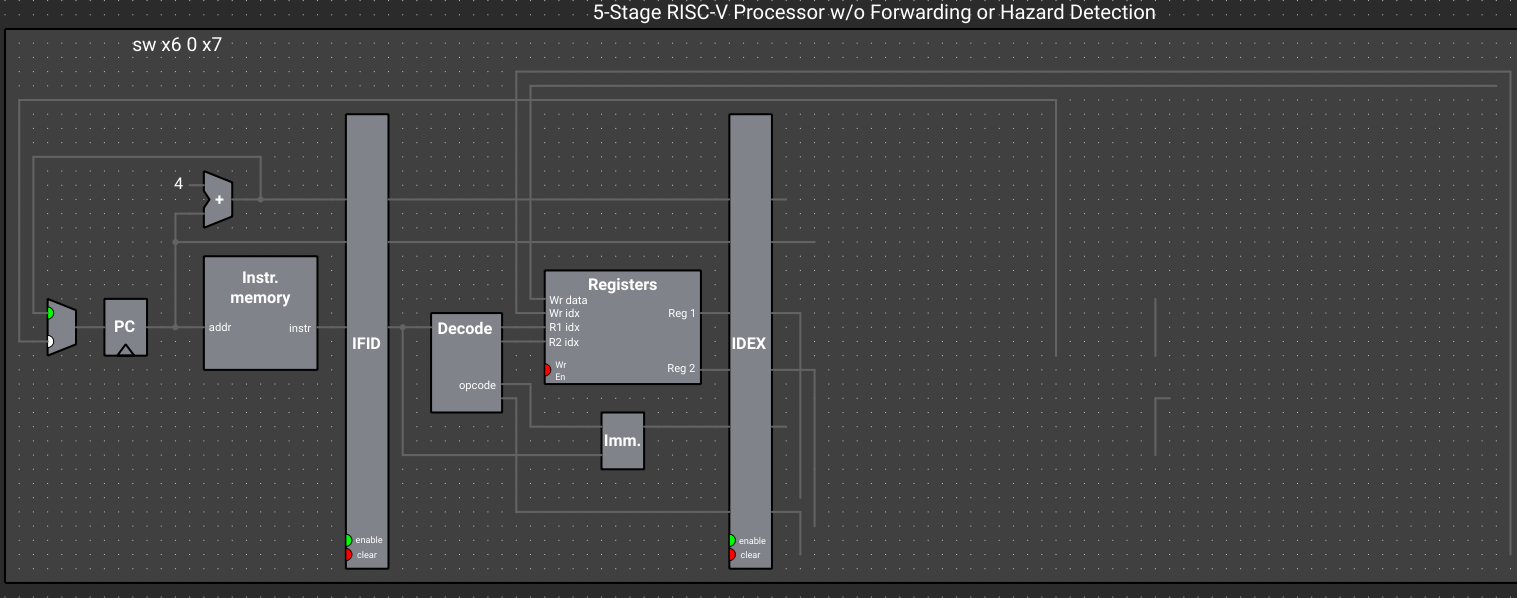 5-Stage RISC-V Processor w/o Forwarding or Hazard Detection
sw x6 0 x7
4
+
Instr.
memory
addr
instr
PC
IFID
enable
clear
Decode
opcode
Registers
Wr data
Wr idx
R1 idx
R2 idx
Wr
En
Reg 1
Reg 2
Imm.
IDEX
enable
clear